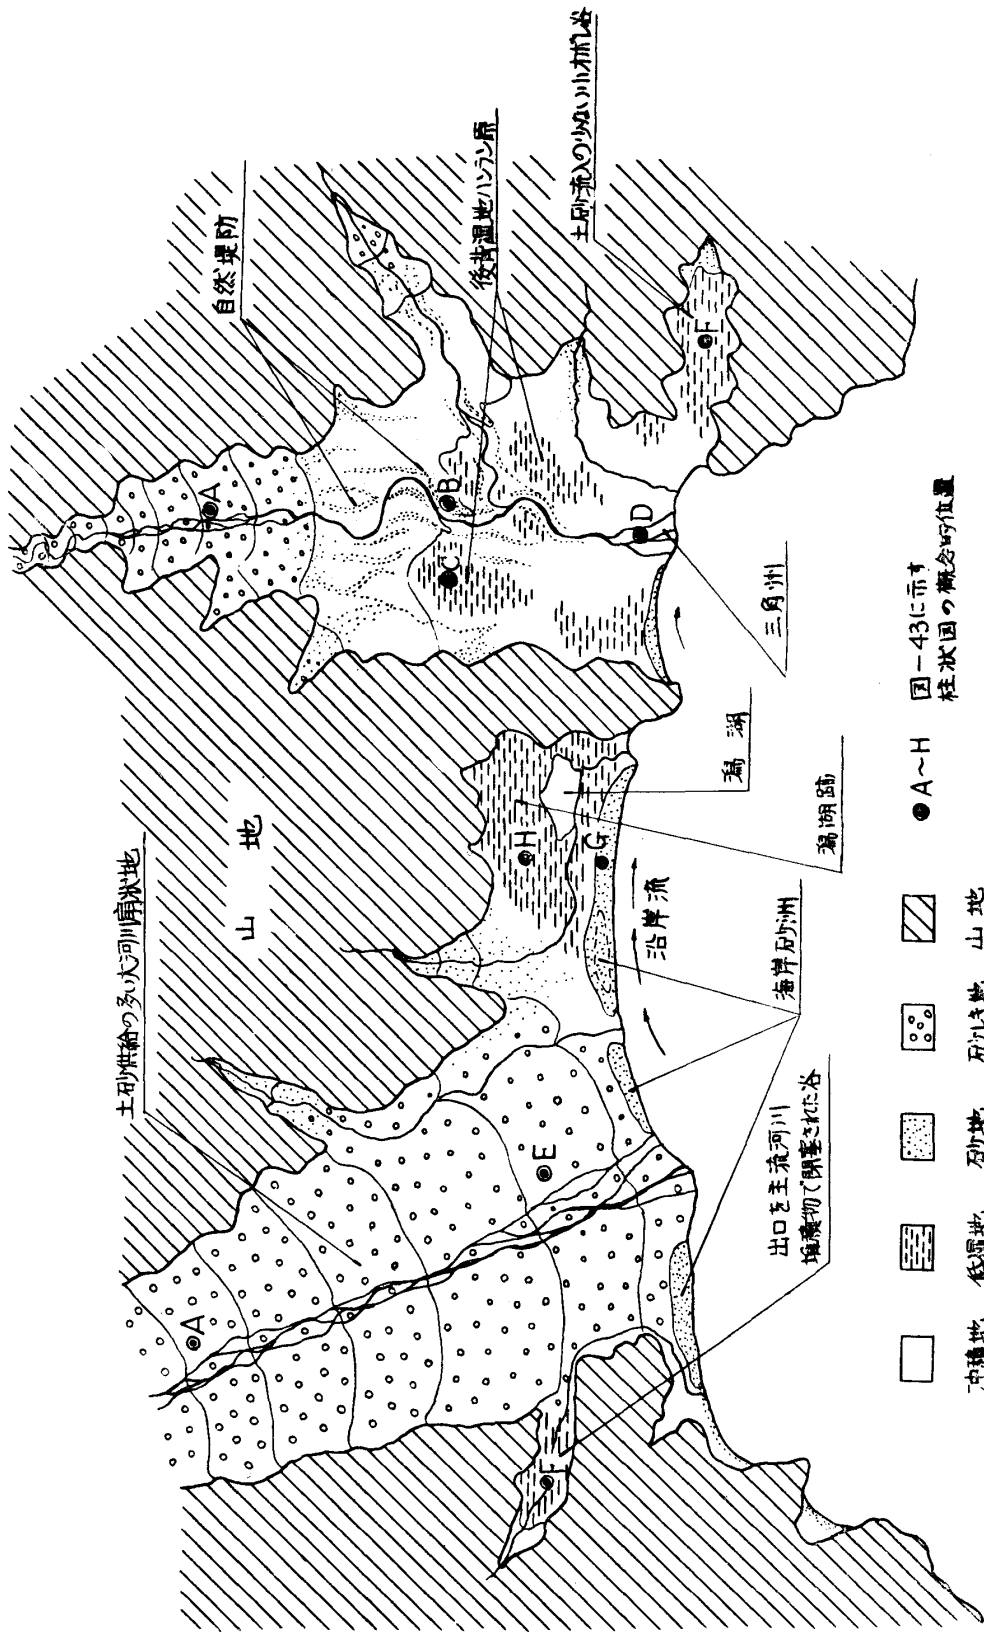 土砂供給の多い大河川扇状地
山地
自然堤防
後背湿地ハンラン原
土砂流入の少ない小オボレ谷
A
A
B
C
D
E
F
F
G
H
沿岸流
三角州
潟湖
潟湖跡
海岸砂洲
出口を主流河川
堆積物で閉塞された谷
A〜H 図-43に示す
柱状図の概念的位置
沖積地
低湿地
砂地
砂れき地
山地